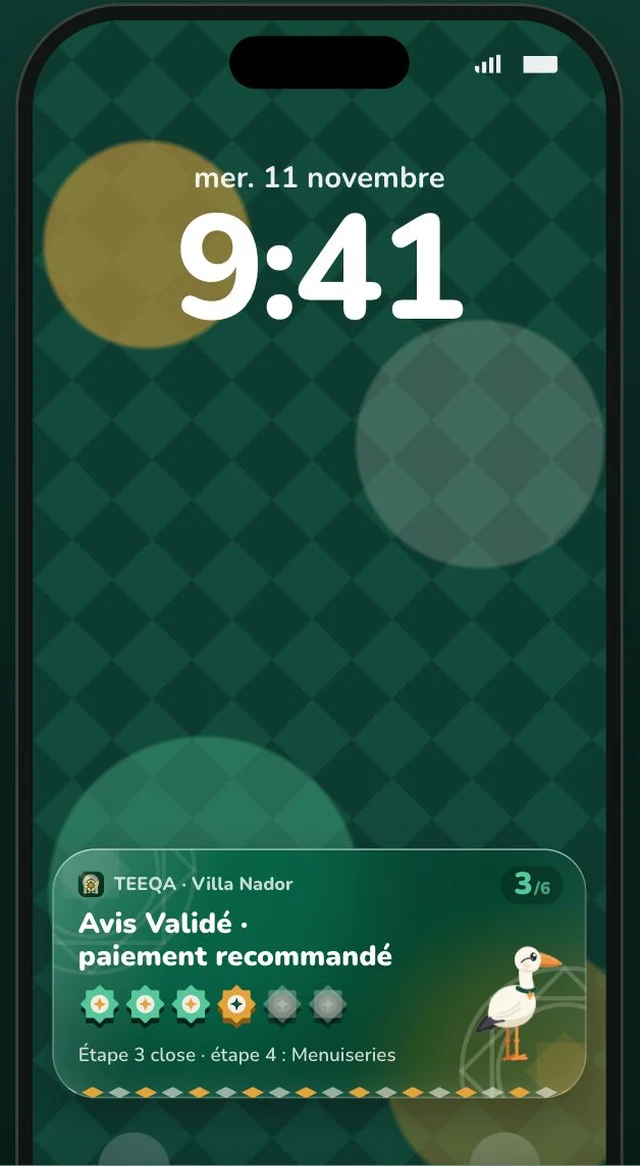 mer. 11 novembre
9:41
TEEQA · Villa Nador
3/6
Avis Validé ·
paiement recommandé
Étape 3 close · étape 4 : Menuiseries